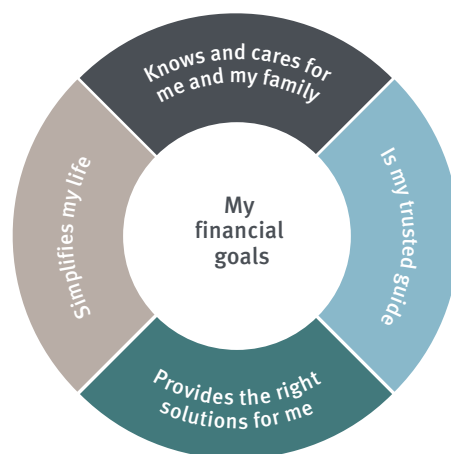 Knows and cares for
me and my family
Simplifies my life
My
financial
goals
Is my trusted guide
Provides the right
solutions for me